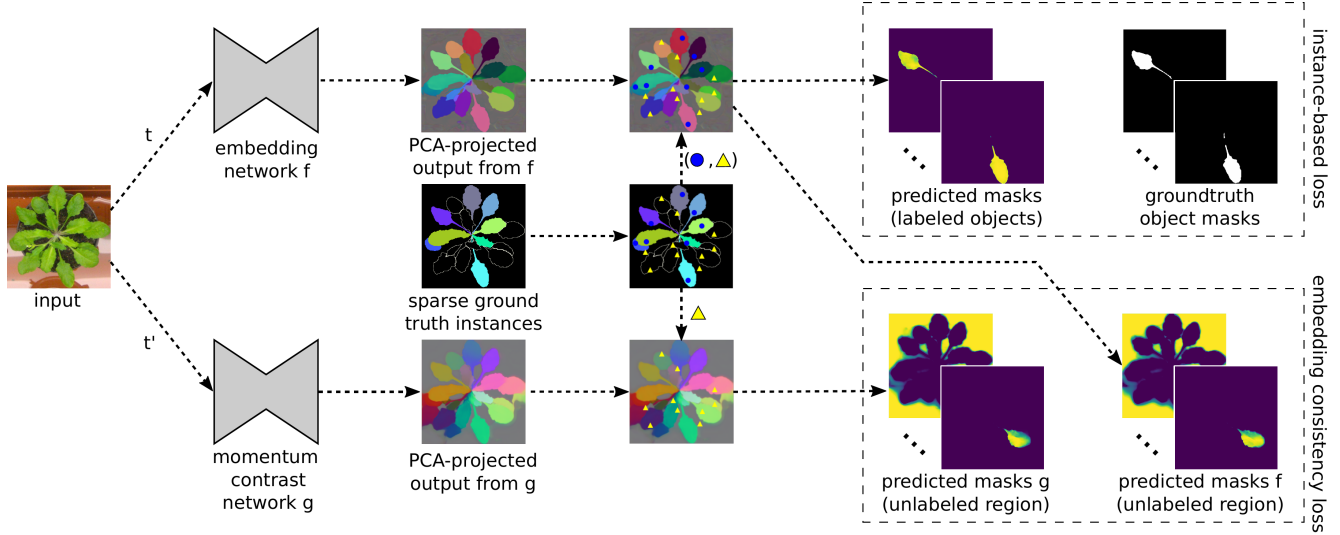 t
embedding
network f
PCA-projected
output from f
( , )
predicted masks
(labeled objects)
groundtruth
object masks
instance-based loss
input
sparse ground
truth instances
t'
momentum
contrast
network g
PCA-projected
output from g
predicted masks g
(unlabeled region)
predicted masks f
(unlabeled region)
embedding consistency loss